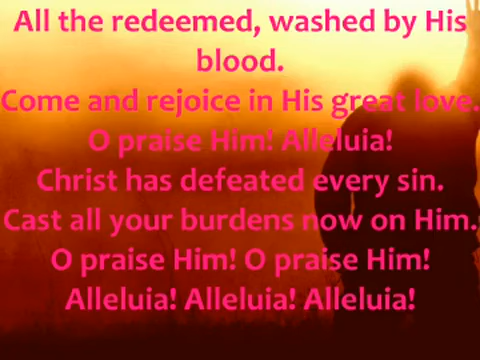 All the redeemed, washed by His
blood.
Come and rejoice in His great love.
O praise Him! Alleluia!
Christ has defeated every sin.
Cast all your burdens now on Him.
O praise Him! O praise Him!
Alleluia! Alleluia! Alleluia!